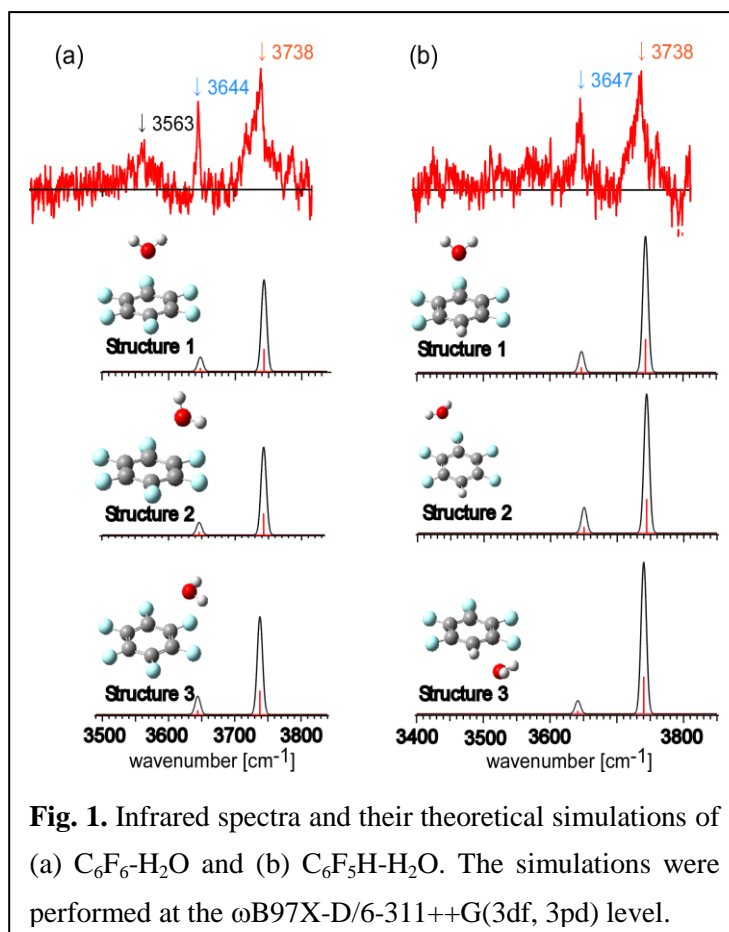 (a)
↓ 3738
↓ 3644
↓ 3563
(b)
↓ 3738
↓ 3647
Structure 1
Structure 1
Structure 2
Structure 2
Structure 3
Structure 3
3500 3600 3700 3800
wavenumber [cm⁻¹]
3400 3500 3600 3700 3800
wavenumber [cm⁻¹]
Fig. 1. Infrared spectra and their theoretical simulations of
(a) C₆F₆-H₂O and (b) C₆F₅H-H₂O. The simulations were
performed at the ωB97X-D/6-311++G(3df, 3pd) level.